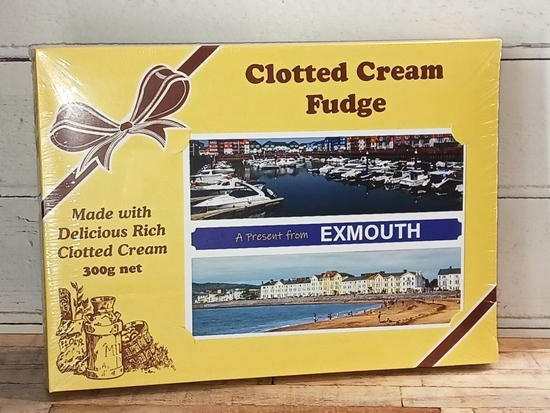 Clotted Cream
Fudge
A Present from EXMOUTH
Made with
Delicious Rich
Clotted Cream
300g net
M